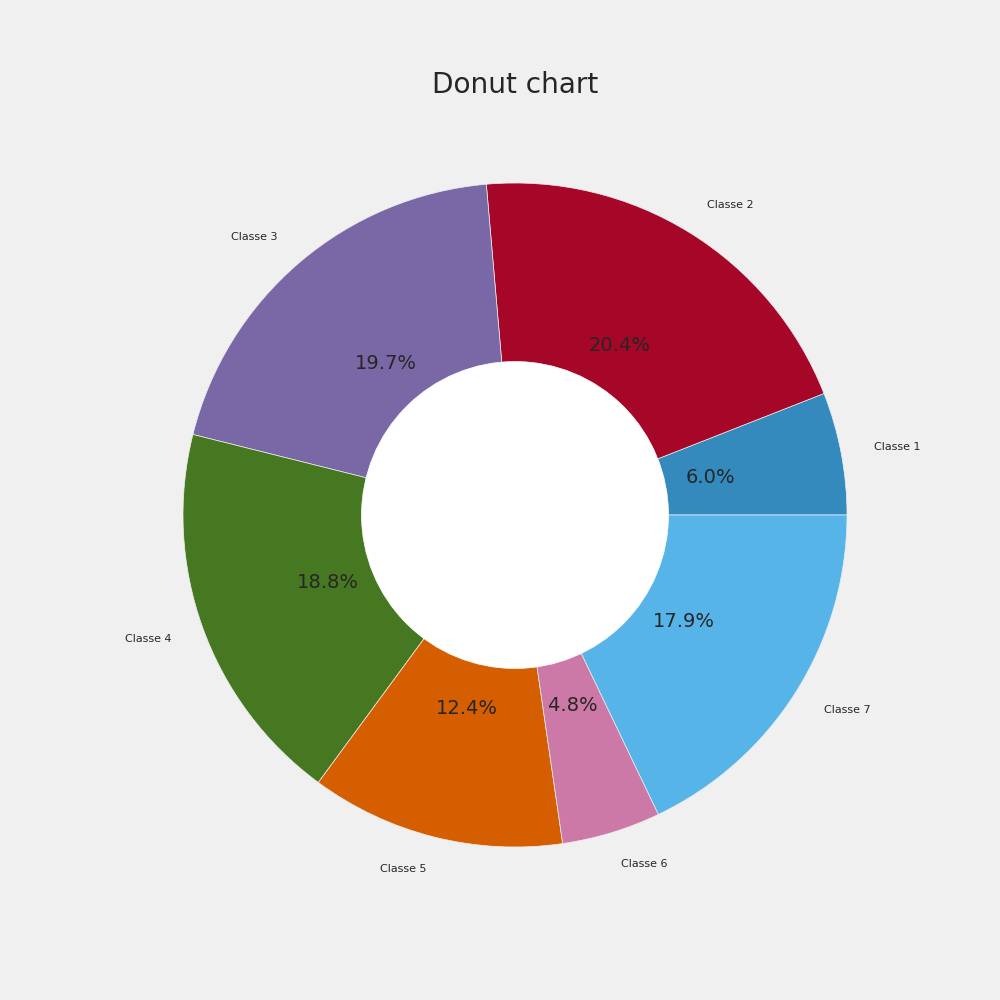 Donut chart
Classe 2
Classe 3
20.4%
19.7%
Classe 1
6.0%
18.8%
17.9%
Classe 4
12.4%
4.8%
Classe 7
Classe 6
Classe 5